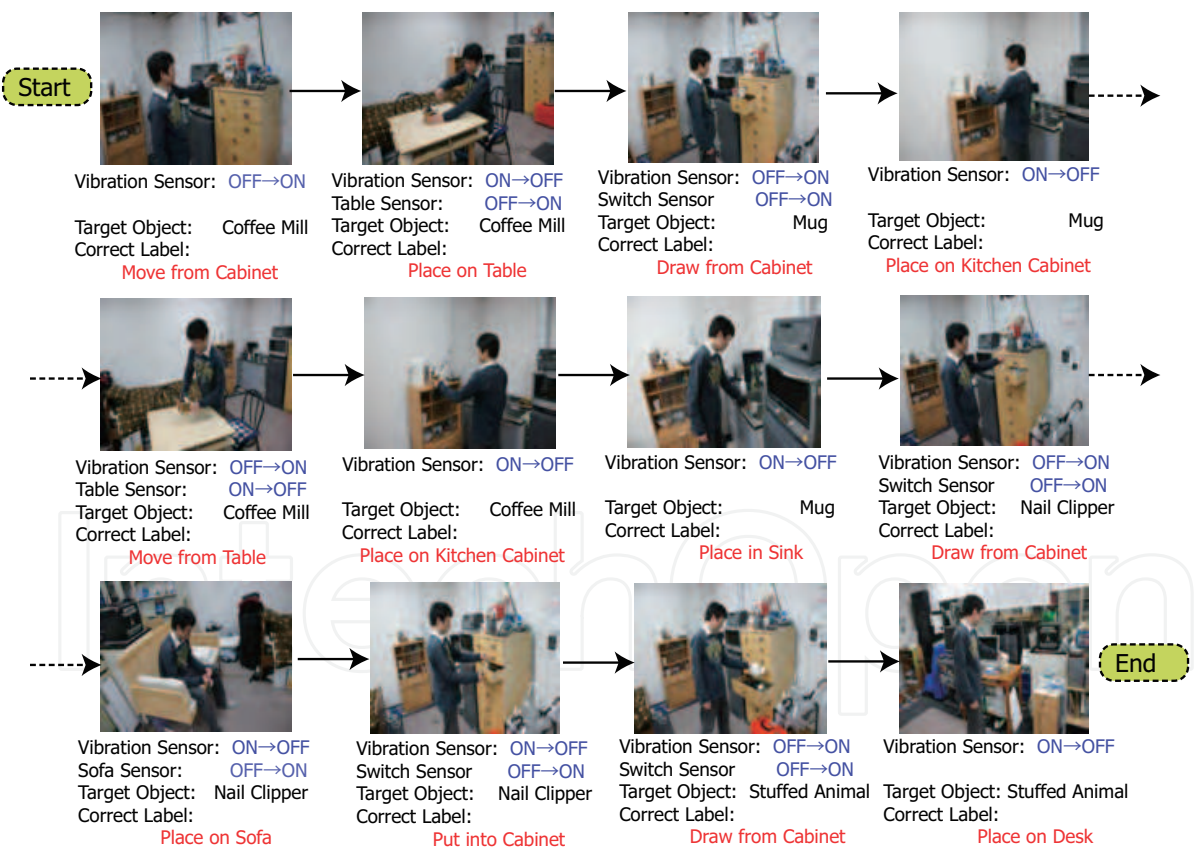 Start
Vibration Sensor: OFF→ON
Target Object: Coffee Mill
Correct Label:
Move from Cabinet
Vibration Sensor: ON→OFF
Table Sensor: OFF→ON
Target Object: Coffee Mill
Correct Label:
Place on Table
Vibration Sensor: OFF→ON
Switch Sensor OFF→ON
Target Object: Mug
Correct Label:
Draw from Cabinet
Vibration Sensor: ON→OFF
Target Object: Mug
Correct Label:
Place on Kitchen Cabinet
Vibration Sensor: OFF→ON
Table Sensor: ON→OFF
Target Object: Coffee Mill
Correct Label:
Move from Table
Vibration Sensor: ON→OFF
Target Object: Coffee Mill
Correct Label:
Place on Kitchen Cabinet
Vibration Sensor: ON→OFF
Target Object: Mug
Correct Label:
Place in Sink
Vibration Sensor: OFF→ON
Switch Sensor OFF→ON
Target Object: Nail Clipper
Correct Label:
Draw from Cabinet
Vibration Sensor: ON→OFF
Sofa Sensor: OFF→ON
Target Object: Nail Clipper
Correct Label:
Place on Sofa
Vibration Sensor: ON→OFF
Switch Sensor OFF→ON
Target Object: Nail Clipper
Correct Label:
Put into Cabinet
Vibration Sensor: OFF→ON
Switch Sensor OFF→ON
Target Object: Stuffed Animal
Correct Label:
Draw from Cabinet
Vibration Sensor: ON→OFF
Target Object: Stuffed Animal
Correct Label:
Place on Desk
End
IntechOpen